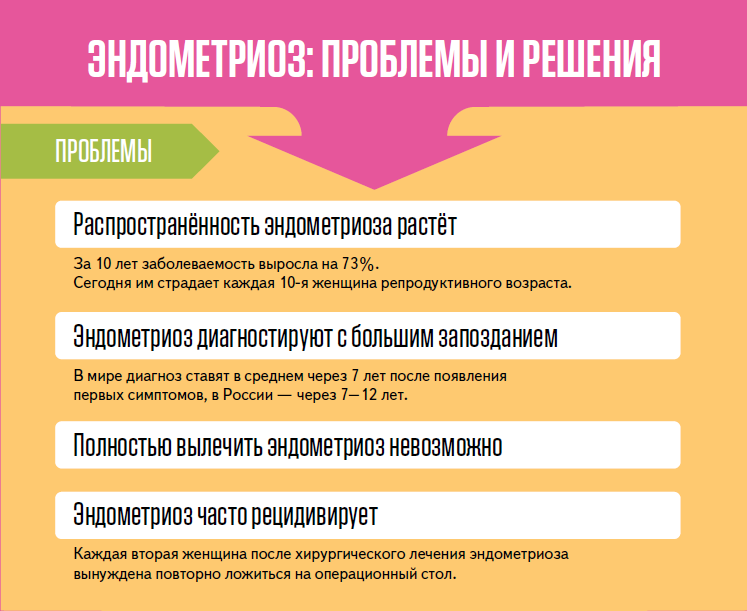 ЭНДОМЕТРИОЗ: ПРОБЛЕМЫ И РЕШЕНИЯ
ПРОБЛЕМЫ
Распространённость эндометриоза растёт
За 10 лет заболеваемость выросла на 73%.
Сегодня им страдает каждая 10-я женщина репродуктивного возраста.
Эндометриоз диагностируют с большим запозданием
В мире диагноз ставят в среднем через 7 лет после появления
первых симптомов, в России — через 7–12 лет.
Полностью вылечить эндометриоз невозможно
Эндометриоз часто рецидивирует
Каждая вторая женщина после хирургического лечения эндометриоза
вынуждена повторно ложиться на операционный стол.